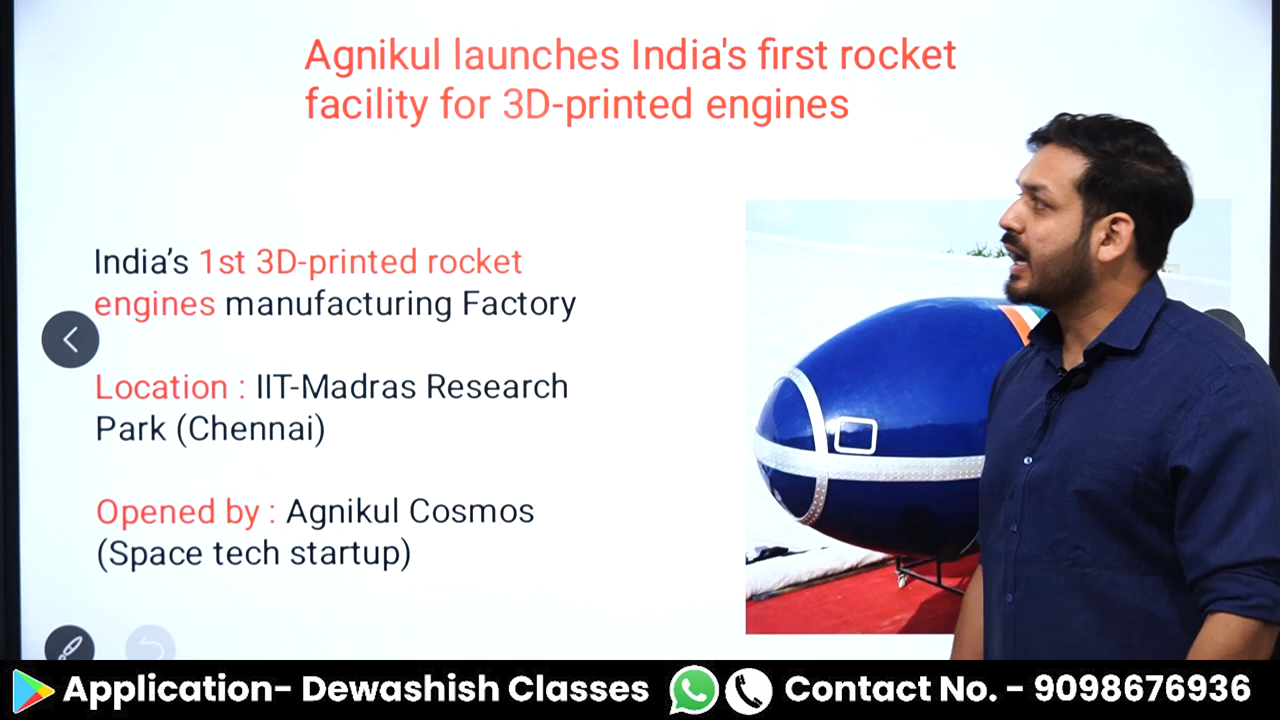 Agnikul launches India's first rocket
facility for 3D-printed engines
India’s 1st 3D-printed rocket
engines manufacturing Factory
Location : IIT-Madras Research
Park (Chennai)
Opened by : Agnikul Cosmos
(Space tech startup)
Application- Dewashish Classes
Contact No. - 9098676936